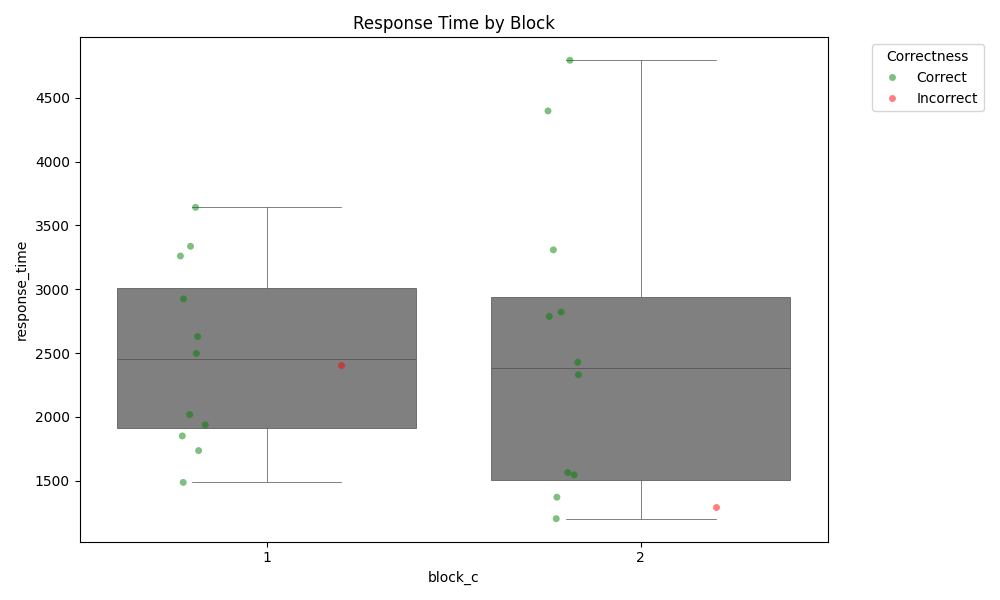 Response Time by Block
Correctness
Correct
Incorrect
4500
4000
3500
3000
2500
2000
1500
response_time
1
2
block_c